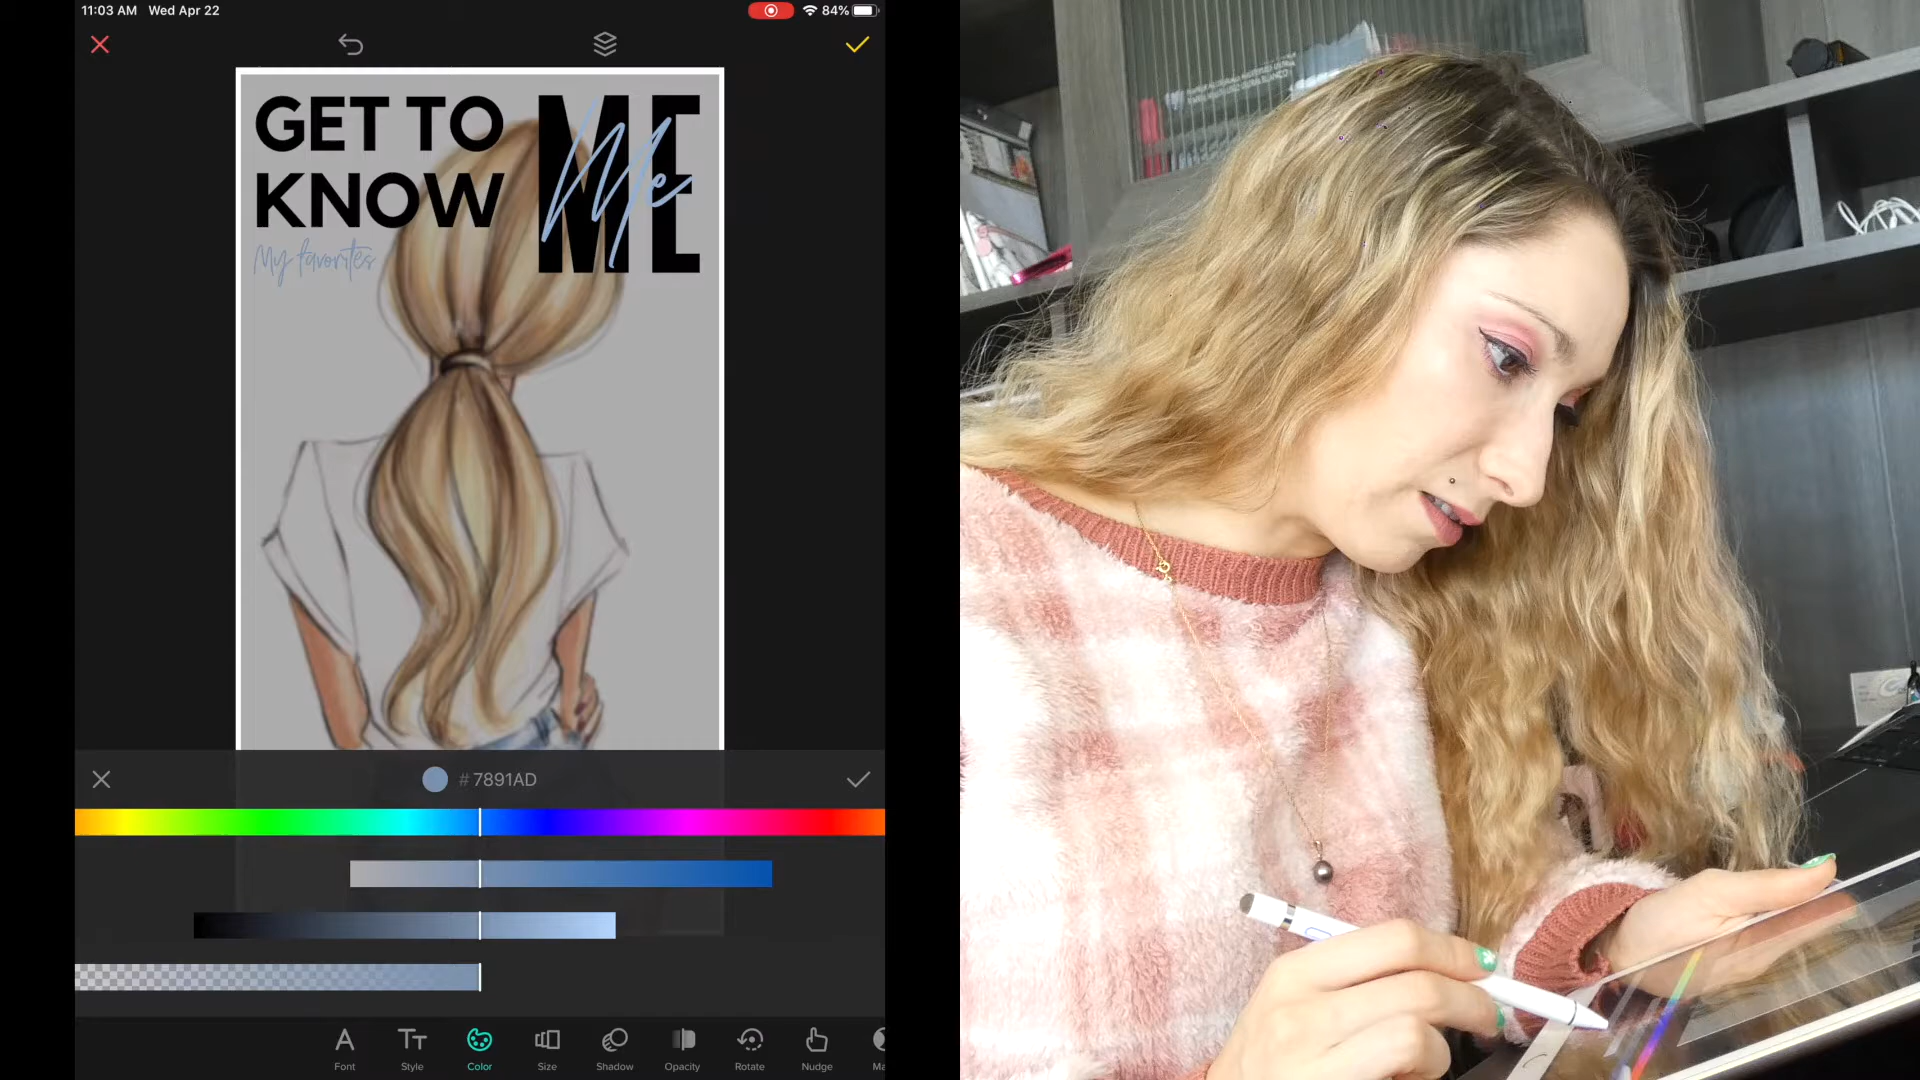 11:03 AM Wed Apr 22
84%
GET TO
KNOW
ME
Me
My favorites
# 7891AD
Font
Style
Color
Size
Shadow
Opacity
Rotate
Nudge
Ma